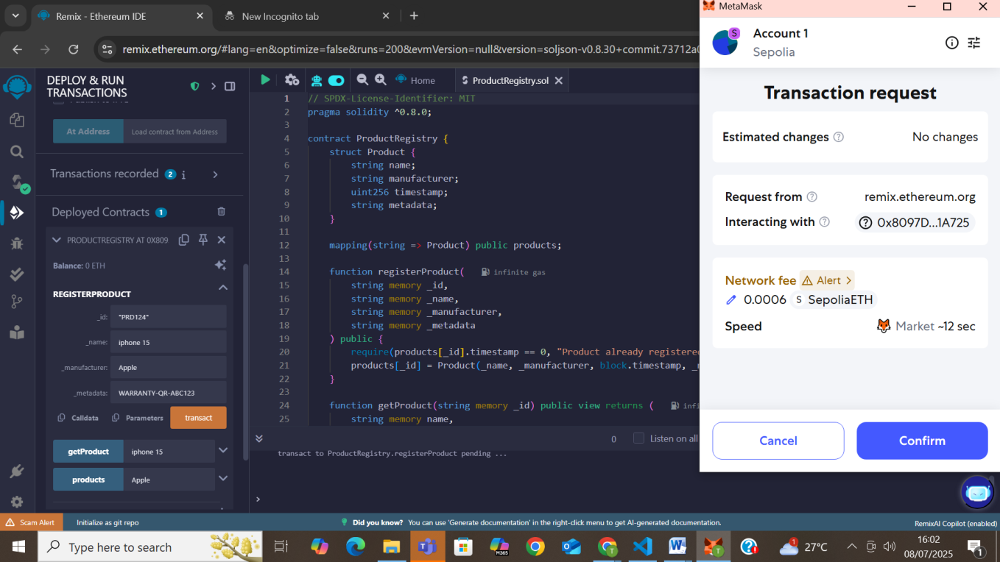 Remix - Ethereum IDE
New Incognito tab
remix.ethereum.org/#lang=en&optimize=false&runs=200&evmVersion=null&version=soljson-v0.8.30+commit.73712a0
DEPLOY & RUN
TRANSACTIONS
At Address
Load contract from Address
Transactions recorded 2 i
Deployed Contracts 1
PRODUCTREGISTRY AT 0X809
Balance: 0 ETH
REGISTERPRODUCT
_id: "PRD124"
_name: iphone 15
_manufacturer: Apple
_metadata: WARRANTY-QR-ABC123
Calldata Parameters transact
getProduct iphone 15
products Apple
Home ProductRegistry.sol
1 // SPDX-License-Identifier: MIT
2 pragma solidity ^0.8.0;
3
4 contract ProductRegistry {
5 struct Product {
6 string name;
7 string manufacturer;
8 uint256 timestamp;
9 string metadata;
10 }
11
12 mapping(string => Product) public products;
13
14 function registerProduct( infinite gas
15 string memory _id,
16 string memory _name,
17 string memory _manufacturer,
18 string memory _metadata
19 ) public {
20 require(products[_id].timestamp == 0, "Product already registered
21 products[_id] = Product(_name, _manufacturer, block.timestamp, _
22 }
23
24 function getProduct(string memory _id) public view returns ( infi
25 string memory name,
0 Listen on all
transact to ProductRegistry.registerProduct pending ...
>
MetaMask
S
Account 1
Sepolia
Transaction request
Estimated changes ? No changes
Request from ? remix.ethereum.org
Interacting with ? ? 0x8097D...1A725
Network fee Alert >
0.0006 S SepoliaETH
Speed Market ~12 sec
Cancel Confirm
Scam Alert Initialize as git repo Did you know? You can use 'Generate documentation' in the right-click menu to get AI-generated documentation. RemixAI Copilot (enabled)
Type here to search
M365
T
T
1
27°C
16:02
08/07/2025
1